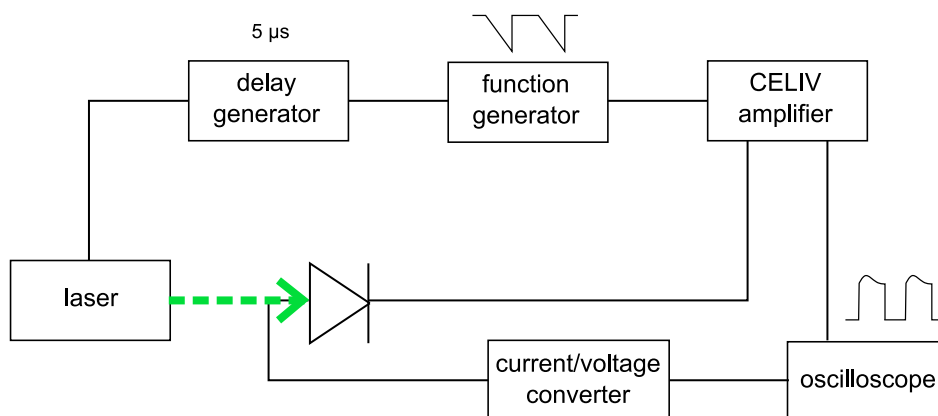 5 µs
delay
generator
function
generator
CELIV
amplifier
laser
current/voltage
converter
oscilloscope